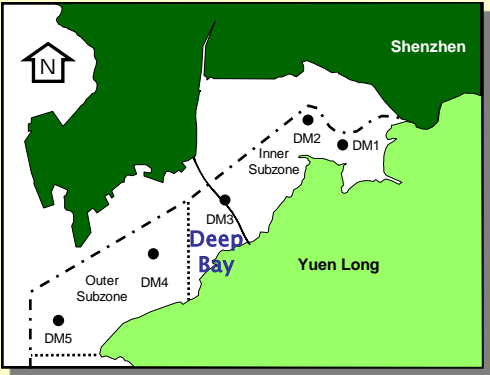 Shenzhen
N
DM2
DM1
Inner
Subzone
DM3
Deep
Bay
Yuen Long
DM4
Outer
Subzone
DM5